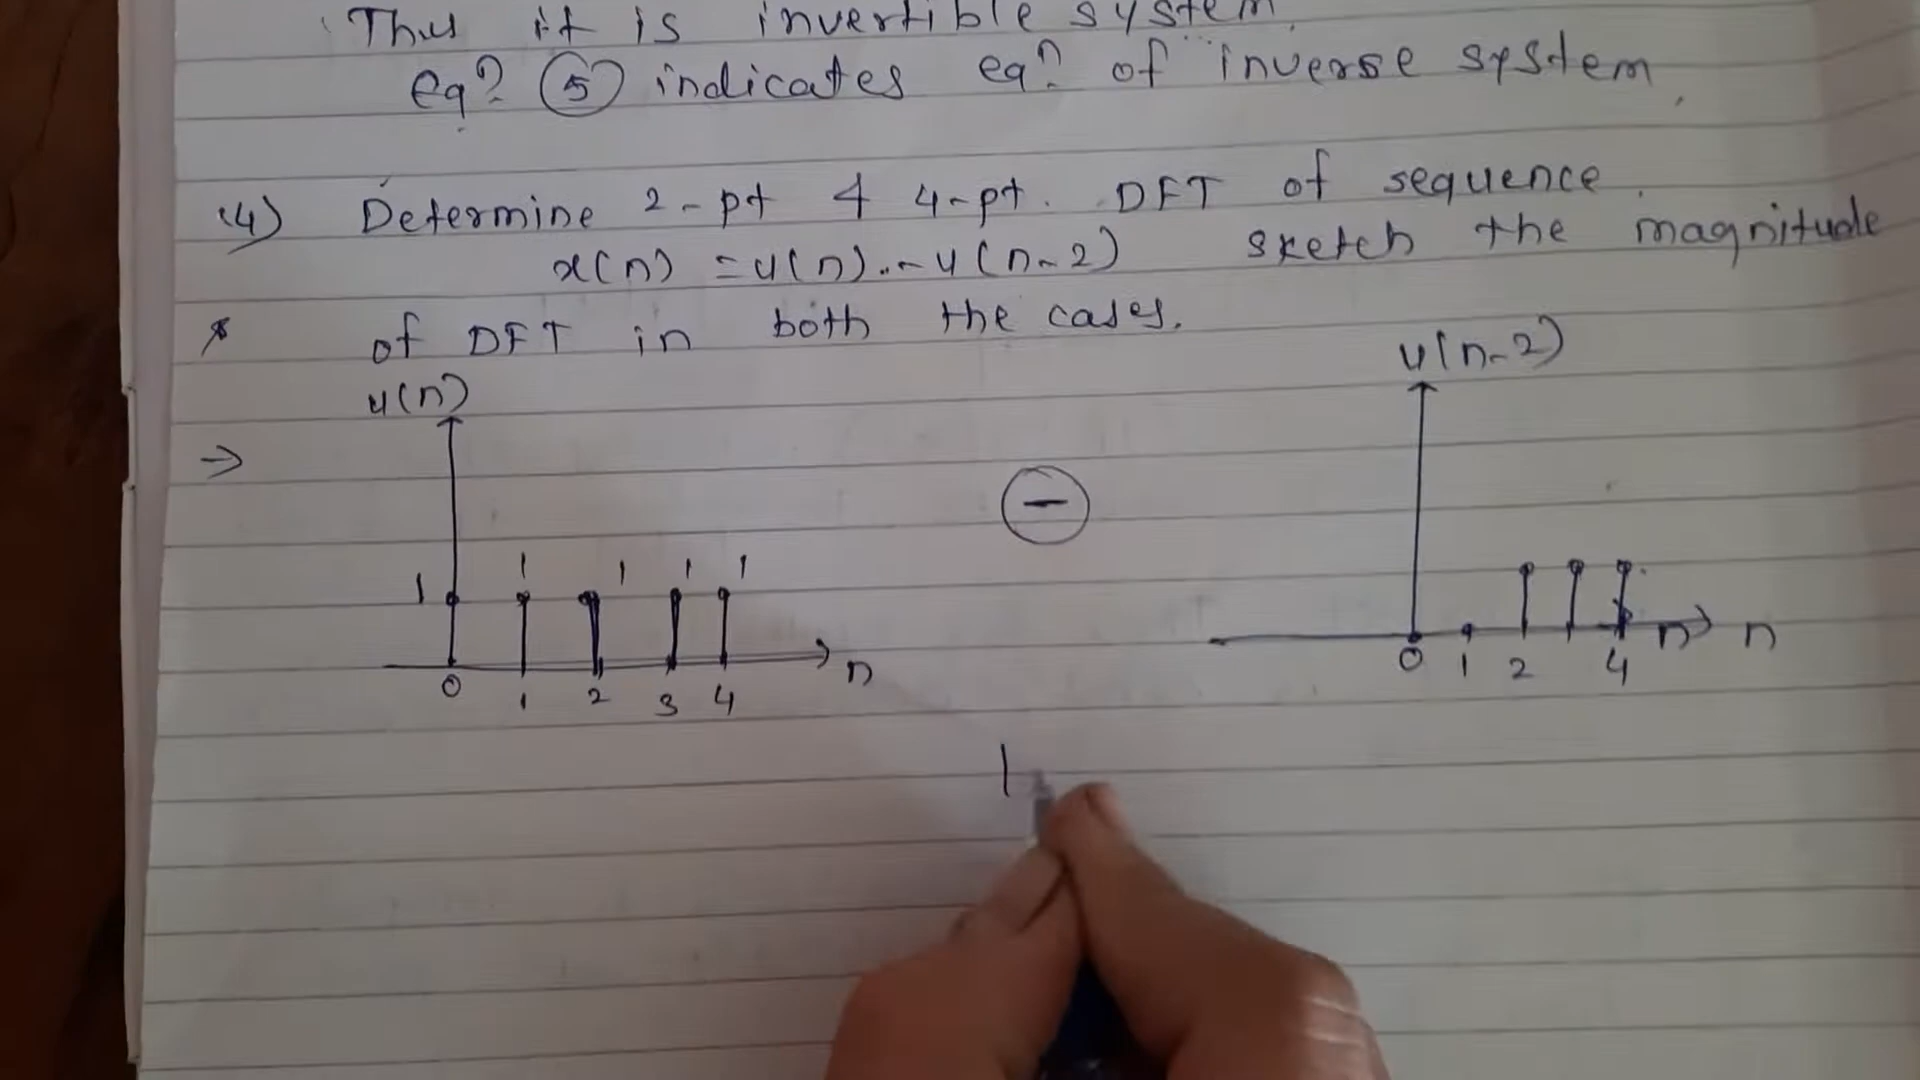 Thus it is invertible system.
eqn (5) indicates eqn of inverse system.
(4) Determine 2-pt & 4-pt. DFT of sequence.
x(n) = u(n) - u(n-2) sketch the magnitude
of DFT in both the cases.
u(n)
u(n-2)
→
-
1 1 1 1 1
n
n n
0 1 2 3 4
0 1 2 4